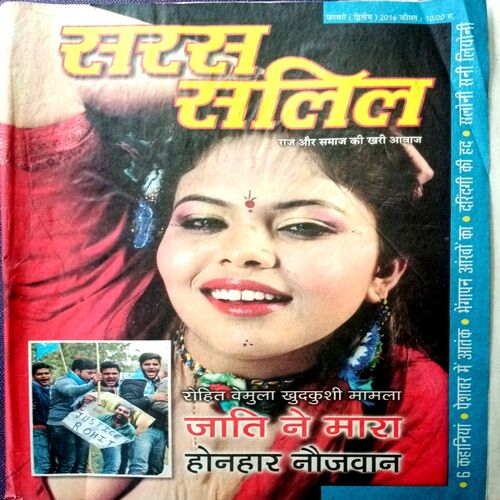 फरवरी (द्वितीय) 2016 कीमत : 10.00 रु.
सरस
सलिल
राज और समाज की खरी आवाज
• 6 कहानियां • पेशावर में आतंक • भेंगापन आंखों का • दरिंदगी की हद • सलोनी सनी लियोनी
रोहित वेमुला खुदकुशी मामला
जाति ने मारा
होनहार नौजवान
JUSTICE
ROHIT